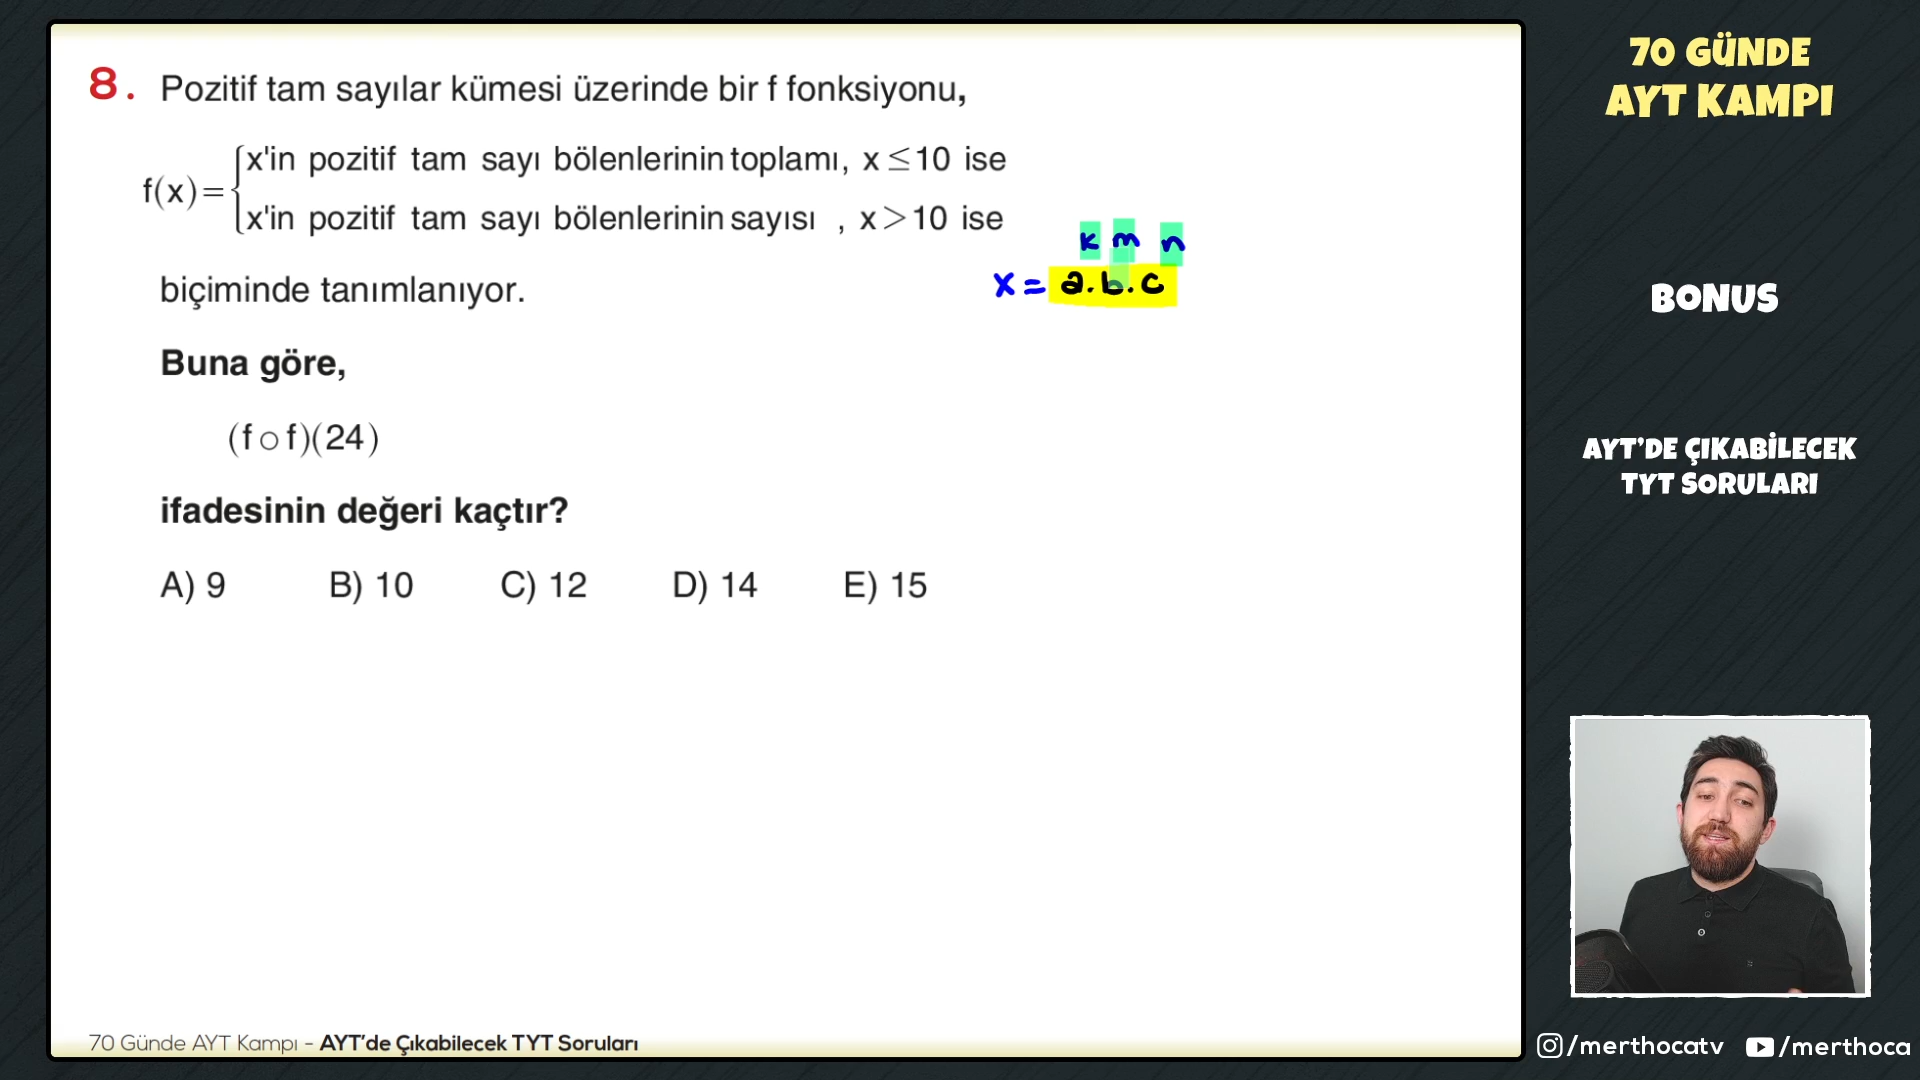 8. Pozitif tam sayılar kümesi üzerinde bir f fonksiyonu,
f(x)={x'in pozitif tam sayı bölenlerinin toplamı, x≤10 ise
x'in pozitif tam sayı bölenlerinin sayısı , x>10 ise
k m n
x = a.b.c
biçiminde tanımlanıyor.
Buna göre,
(f∘f)(24)
ifadesinin değeri kaçtır?
A) 9 B) 10 C) 12 D) 14 E) 15
70 Günde AYT Kampı - AYT'de Çıkabilecek TYT Soruları
70 GÜNDE
AYT KAMPI
BONUS
AYT'DE ÇIKABİLECEK
TYT SORULARI
/merthocatv /merthoca